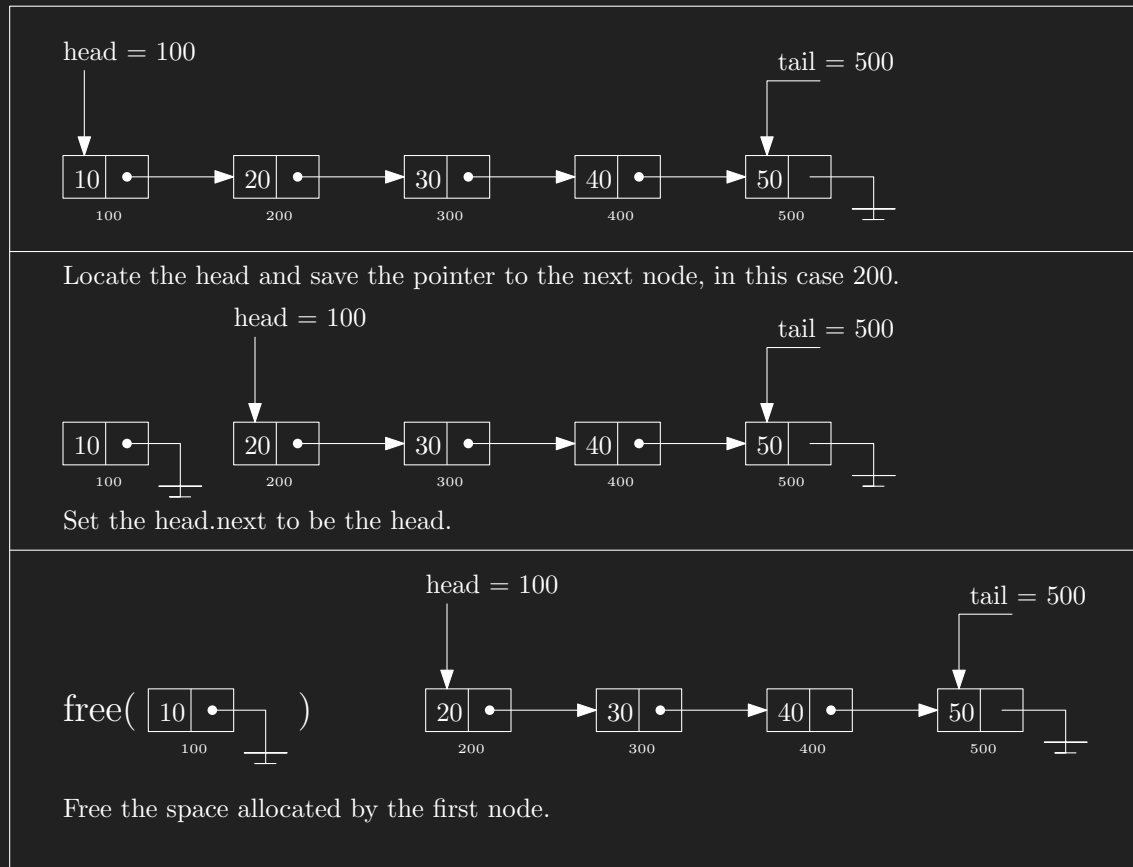 head = 100
tail = 500
10 20 30 40 50
100 200 300 400 500
Locate the head and save the pointer to the next node, in this case 200.
head = 100
tail = 500
10 20 30 40 50
100 200 300 400 500
Set the head.next to be the head.
head = 100
tail = 500
free( 10 ) 20 30 40 50
100 200 300 400 500
Free the space allocated by the first node.